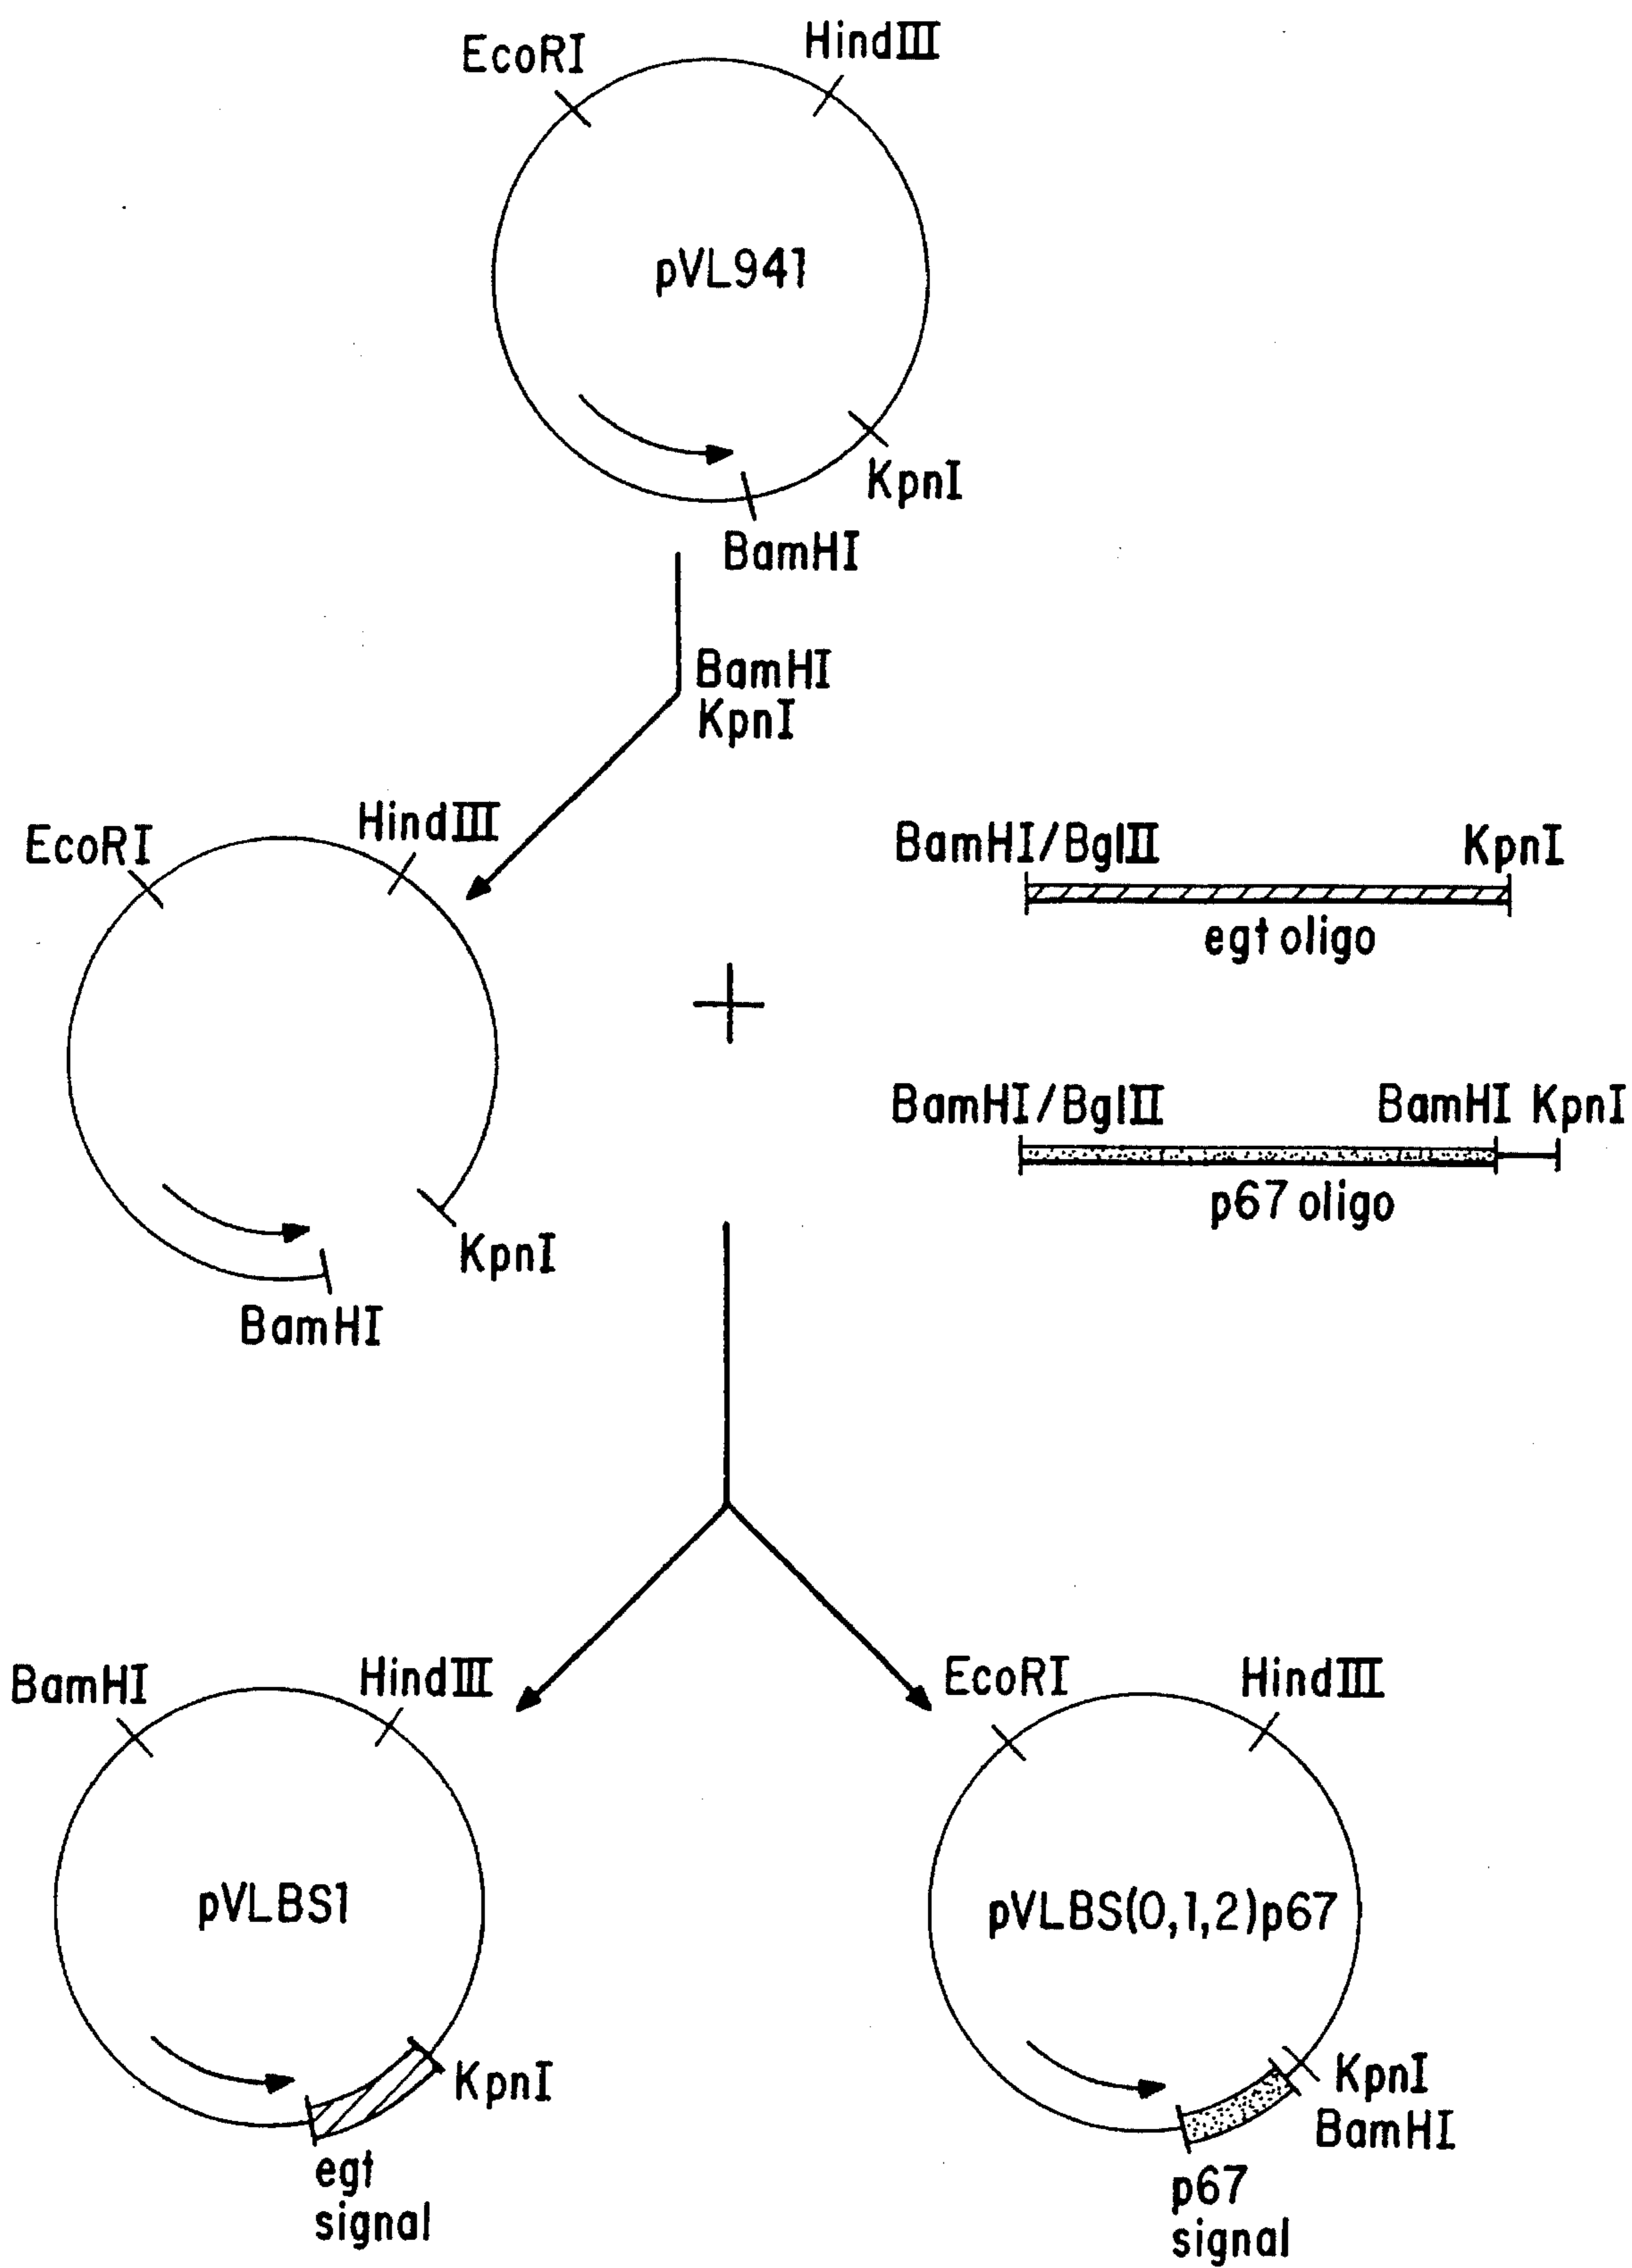 EcoRI
HindIII
pVL941
KpnI
BamHI
BamHI
KpnI
EcoRI
HindIII
KpnI
BamHI
BamHI/BglII
KpnI
egt oligo
+
BamHI/BglII
BamHI KpnI
p67 oligo
BamHI
HindIII
pVLBS1
KpnI
egt
signal
EcoRI
HindIII
pVLBS(0,1,2)p67
KpnI
BamHI
p67
signal